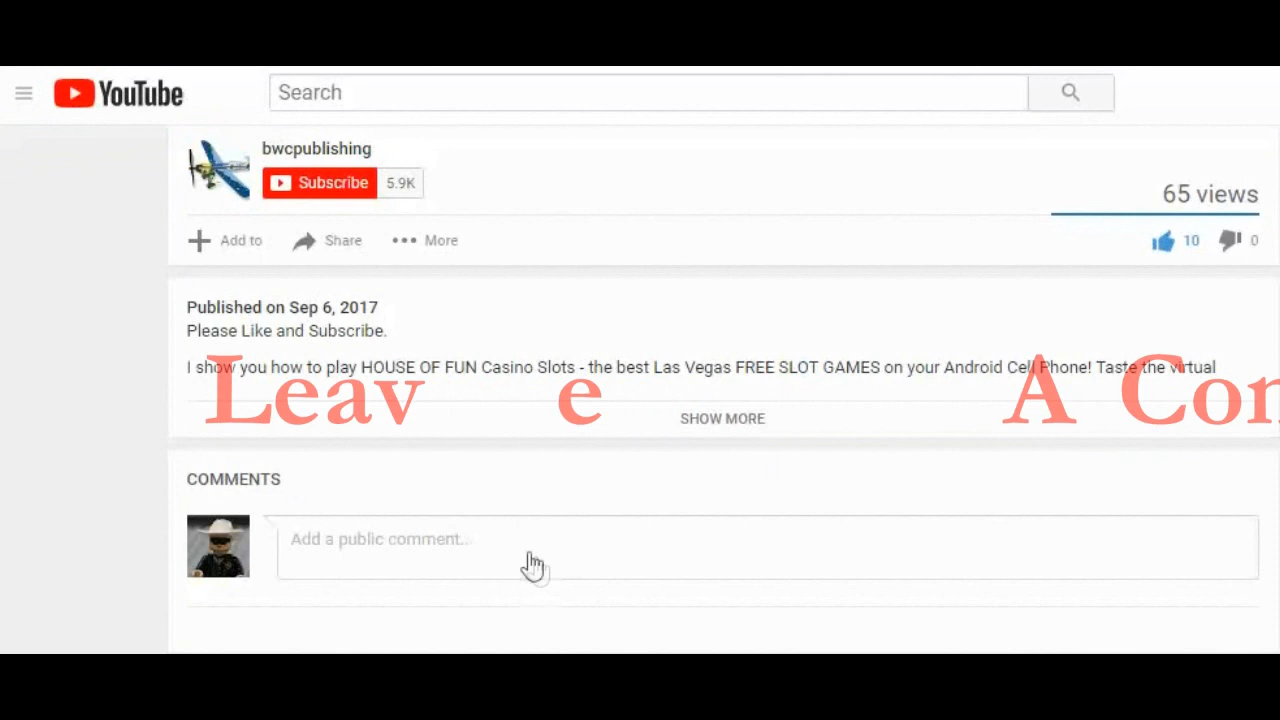 YouTube
Search
bwcpublishing
Subscribe 5.9K
65 views
Add to Share More 10 0
Published on Sep 6, 2017
Please Like and Subscribe.
I show you how to play HOUSE OF FUN Casino Slots - the best Las Vegas FREE SLOT GAMES on your Android Cell Phone! Taste the virtual
Leav e A Con
SHOW MORE
COMMENTS
Add a public comment...